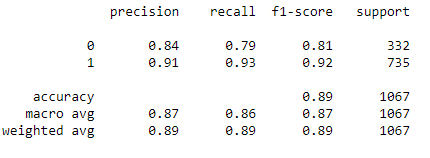 precision recall f1-score support
0 0.84 0.79 0.81 332
1 0.91 0.93 0.92 735
accuracy 0.89 1067
macro avg 0.87 0.86 0.87 1067
weighted avg 0.89 0.89 0.89 1067